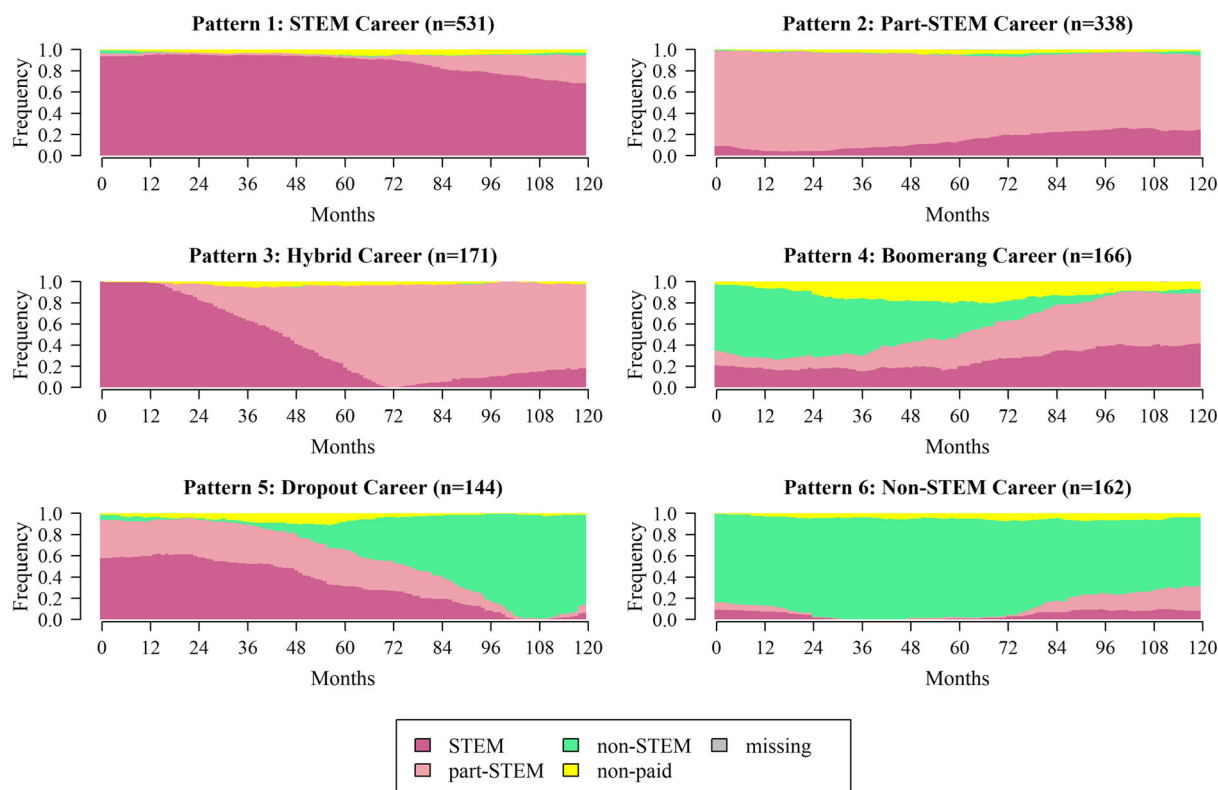 Pattern 1: STEM Career (n=531)
Frequency
1.0
0.8
0.6
0.4
0.2
0.0
0 12 24 36 48 60 72 84 96 108 120
Months
Pattern 2: Part-STEM Career (n=338)
Frequency
1.0
0.8
0.6
0.4
0.2
0.0
0 12 24 36 48 60 72 84 96 108 120
Months
Pattern 3: Hybrid Career (n=171)
Frequency
1.0
0.8
0.6
0.4
0.2
0.0
0 12 24 36 48 60 72 84 96 108 120
Months
Pattern 4: Boomerang Career (n=166)
Frequency
1.0
0.8
0.6
0.4
0.2
0.0
0 12 24 36 48 60 72 84 96 108 120
Months
Pattern 5: Dropout Career (n=144)
Frequency
1.0
0.8
0.6
0.4
0.2
0.0
0 12 24 36 48 60 72 84 96 108 120
Months
Pattern 6: Non-STEM Career (n=162)
Frequency
1.0
0.8
0.6
0.4
0.2
0.0
0 12 24 36 48 60 72 84 96 108 120
Months
STEM non-STEM missing
part-STEM non-paid